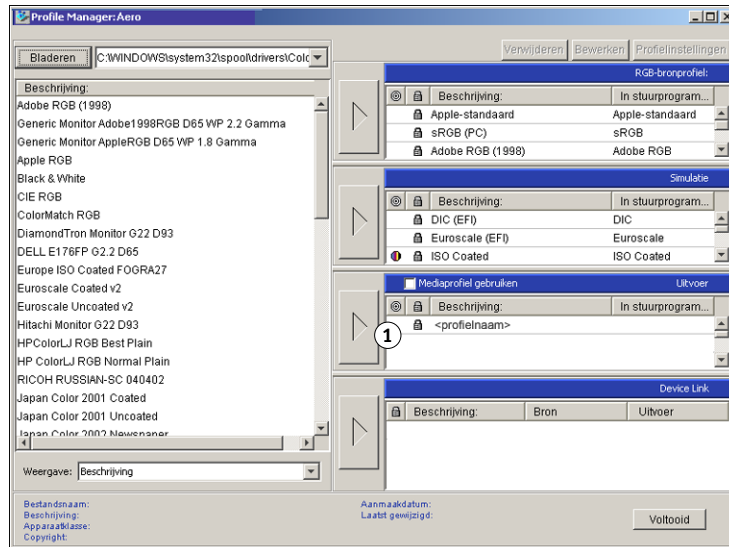 Profile Manager: Aero
Bladeren
C:\WINDOWS\system32\spool\drivers\Colc
Beschrijving:
Adobe RGB (1998)
Generic Monitor Adobe1998RGB D65 WP 2.2 Gamma
Generic Monitor AppleRGB D65 WP 1.8 Gamma
Apple RGB
Black & White
CIE RGB
ColorMatch RGB
DiamondTron Monitor G22 D93
DELL E176FP G2.2 D65
Europe ISO Coated FOGRA27
Euroscale Coated v2
Euroscale Uncoated v2
Hitachi Monitor G22 D93
HPColorLJ RGB Best Plain
HP ColorLJ RGB Normal Plain
RICOH RUSSIAN-SC 040402
Japan Color 2001 Coated
Japan Color 2001 Uncoated
Japan Color 2002 Newspaper
Weergave: Beschrijving
Verwijderen Bewerken Profielinstellingen
RGB-bronprofiel:
Beschrijving: In stuurprogram...
Apple-standaard Apple-standaard
sRGB (PC) sRGB
Adobe RGB (1998) Adobe RGB
Simulatie
Beschrijving: In stuurprogram...
DIC (EFI) DIC
Euroscale (EFI) Euroscale
ISO Coated ISO Coated
Mediaprofiel gebruiken Uitvoer
Beschrijving: In stuurprogram...
<profielnaam>
1
Device Link
Beschrijving: Bron Uitvoer
Bestandsnaam:
Beschrijving:
Apparaatklasse:
Copyright:
Aanmaakdatum:
Laatst gewijzigd:
Voltooid